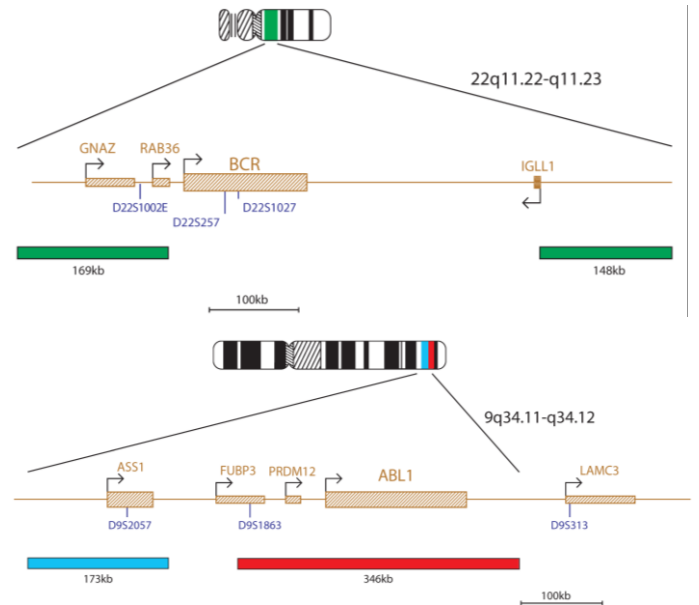 22q11.22-q11.23
GNAZ RAB36 BCR IGLL1
D22S1002E D22S1027
D22S257
169kb 148kb
100kb
9q34.11-q34.12
ASS1 FUBP3 PRDM12 ABL1 LAMC3
D9S2057 D9S1863 D9S313
173kb 346kb
100kb